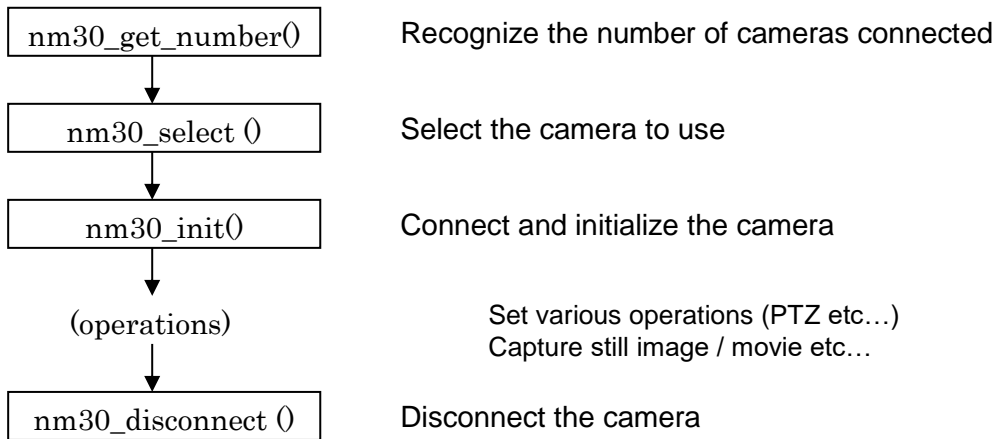 nm30_get_number() Recognize the number of cameras connected
nm30_select () Select the camera to use
nm30_init() Connect and initialize the camera
(operations) Set various operations (PTZ etc…)
Capture still image / movie etc…
nm30_disconnect () Disconnect the camera